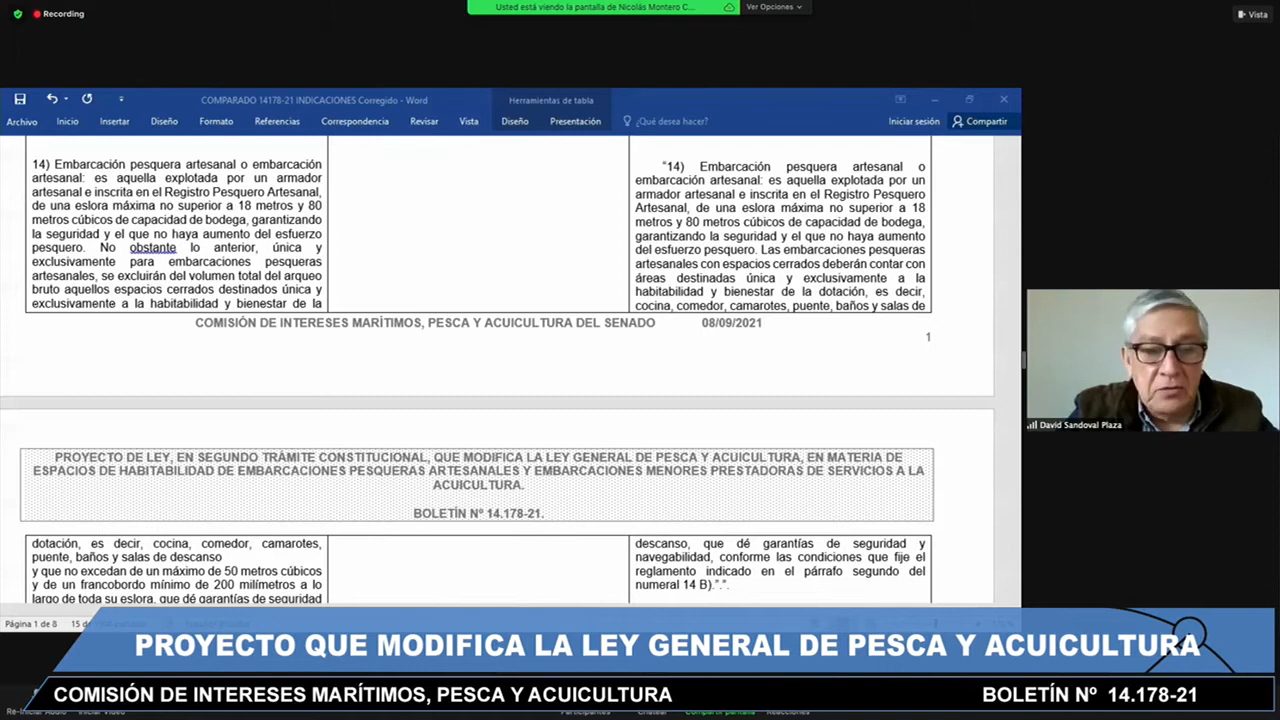 Recording
Usted está viendo la pantalla de Nicolás Montero C...
Ver Opciones
Vista
COMPARADO 14178-21 INDICACIONES Corregido - Word
Herramientas de tabla
Archivo Inicio Insertar Diseño Formato Referencias Correspondencia Revisar Vista Diseño Presentación ¿Qué desea hacer? Iniciar sesión Compartir
14) Embarcación pesquera artesanal o embarcación
artesanal: es aquella explotada por un armador
artesanal e inscrita en el Registro Pesquero Artesanal,
de una eslora máxima no superior a 18 metros y 80
metros cúbicos de capacidad de bodega, garantizando
la seguridad y el que no haya aumento del esfuerzo
pesquero. No obstante lo anterior, única y
exclusivamente para embarcaciones pesqueras
artesanales, se excluirán del volumen total del arqueo
bruto aquellos espacios cerrados destinados única y
exclusivamente a la habitabilidad y bienestar de la
“14) Embarcación pesquera artesanal o
embarcación artesanal: es aquella explotada por un
armador artesanal e inscrita en el Registro Pesquero
Artesanal, de una eslora máxima no superior a 18
metros y 80 metros cúbicos de capacidad de bodega,
garantizando la seguridad y el que no haya aumento
del esfuerzo pesquero. Las embarcaciones pesqueras
artesanales con espacios cerrados deberán contar con
áreas destinadas única y exclusivamente a la
habitabilidad y bienestar de la dotación, es decir,
cocina, comedor, camarotes, puente, baños y salas de
COMISIÓN DE INTERESES MARÍTIMOS, PESCA Y ACUICULTURA DEL SENADO 08/09/2021
1
David Sandoval Plaza
PROYECTO DE LEY, EN SEGUNDO TRÁMITE CONSTITUCIONAL, QUE MODIFICA LA LEY GENERAL DE PESCA Y ACUICULTURA, EN MATERIA DE
ESPACIOS DE HABITABILIDAD DE EMBARCACIONES PESQUERAS ARTESANALES Y EMBARCACIONES MENORES PRESTADORAS DE SERVICIOS A LA
ACUICULTURA.
BOLETÍN Nº 14.178-21.
dotación, es decir, cocina, comedor, camarotes,
puente, baños y salas de descanso
y que no excedan de un máximo de 50 metros cúbicos
y de un francobordo mínimo de 200 milímetros a lo
largo de toda su eslora, que dé garantías de seguridad
descanso, que dé garantías de seguridad y
navegabilidad, conforme las condiciones que fije el
reglamento indicado en el párrafo segundo del
numeral 14 B).”.”.
Página 1 de 8
PROYECTO QUE MODIFICA LA LEY GENERAL DE PESCA Y ACUICULTURA
COMISIÓN DE INTERESES MARÍTIMOS, PESCA Y ACUICULTURA
BOLETÍN Nº 14.178-21